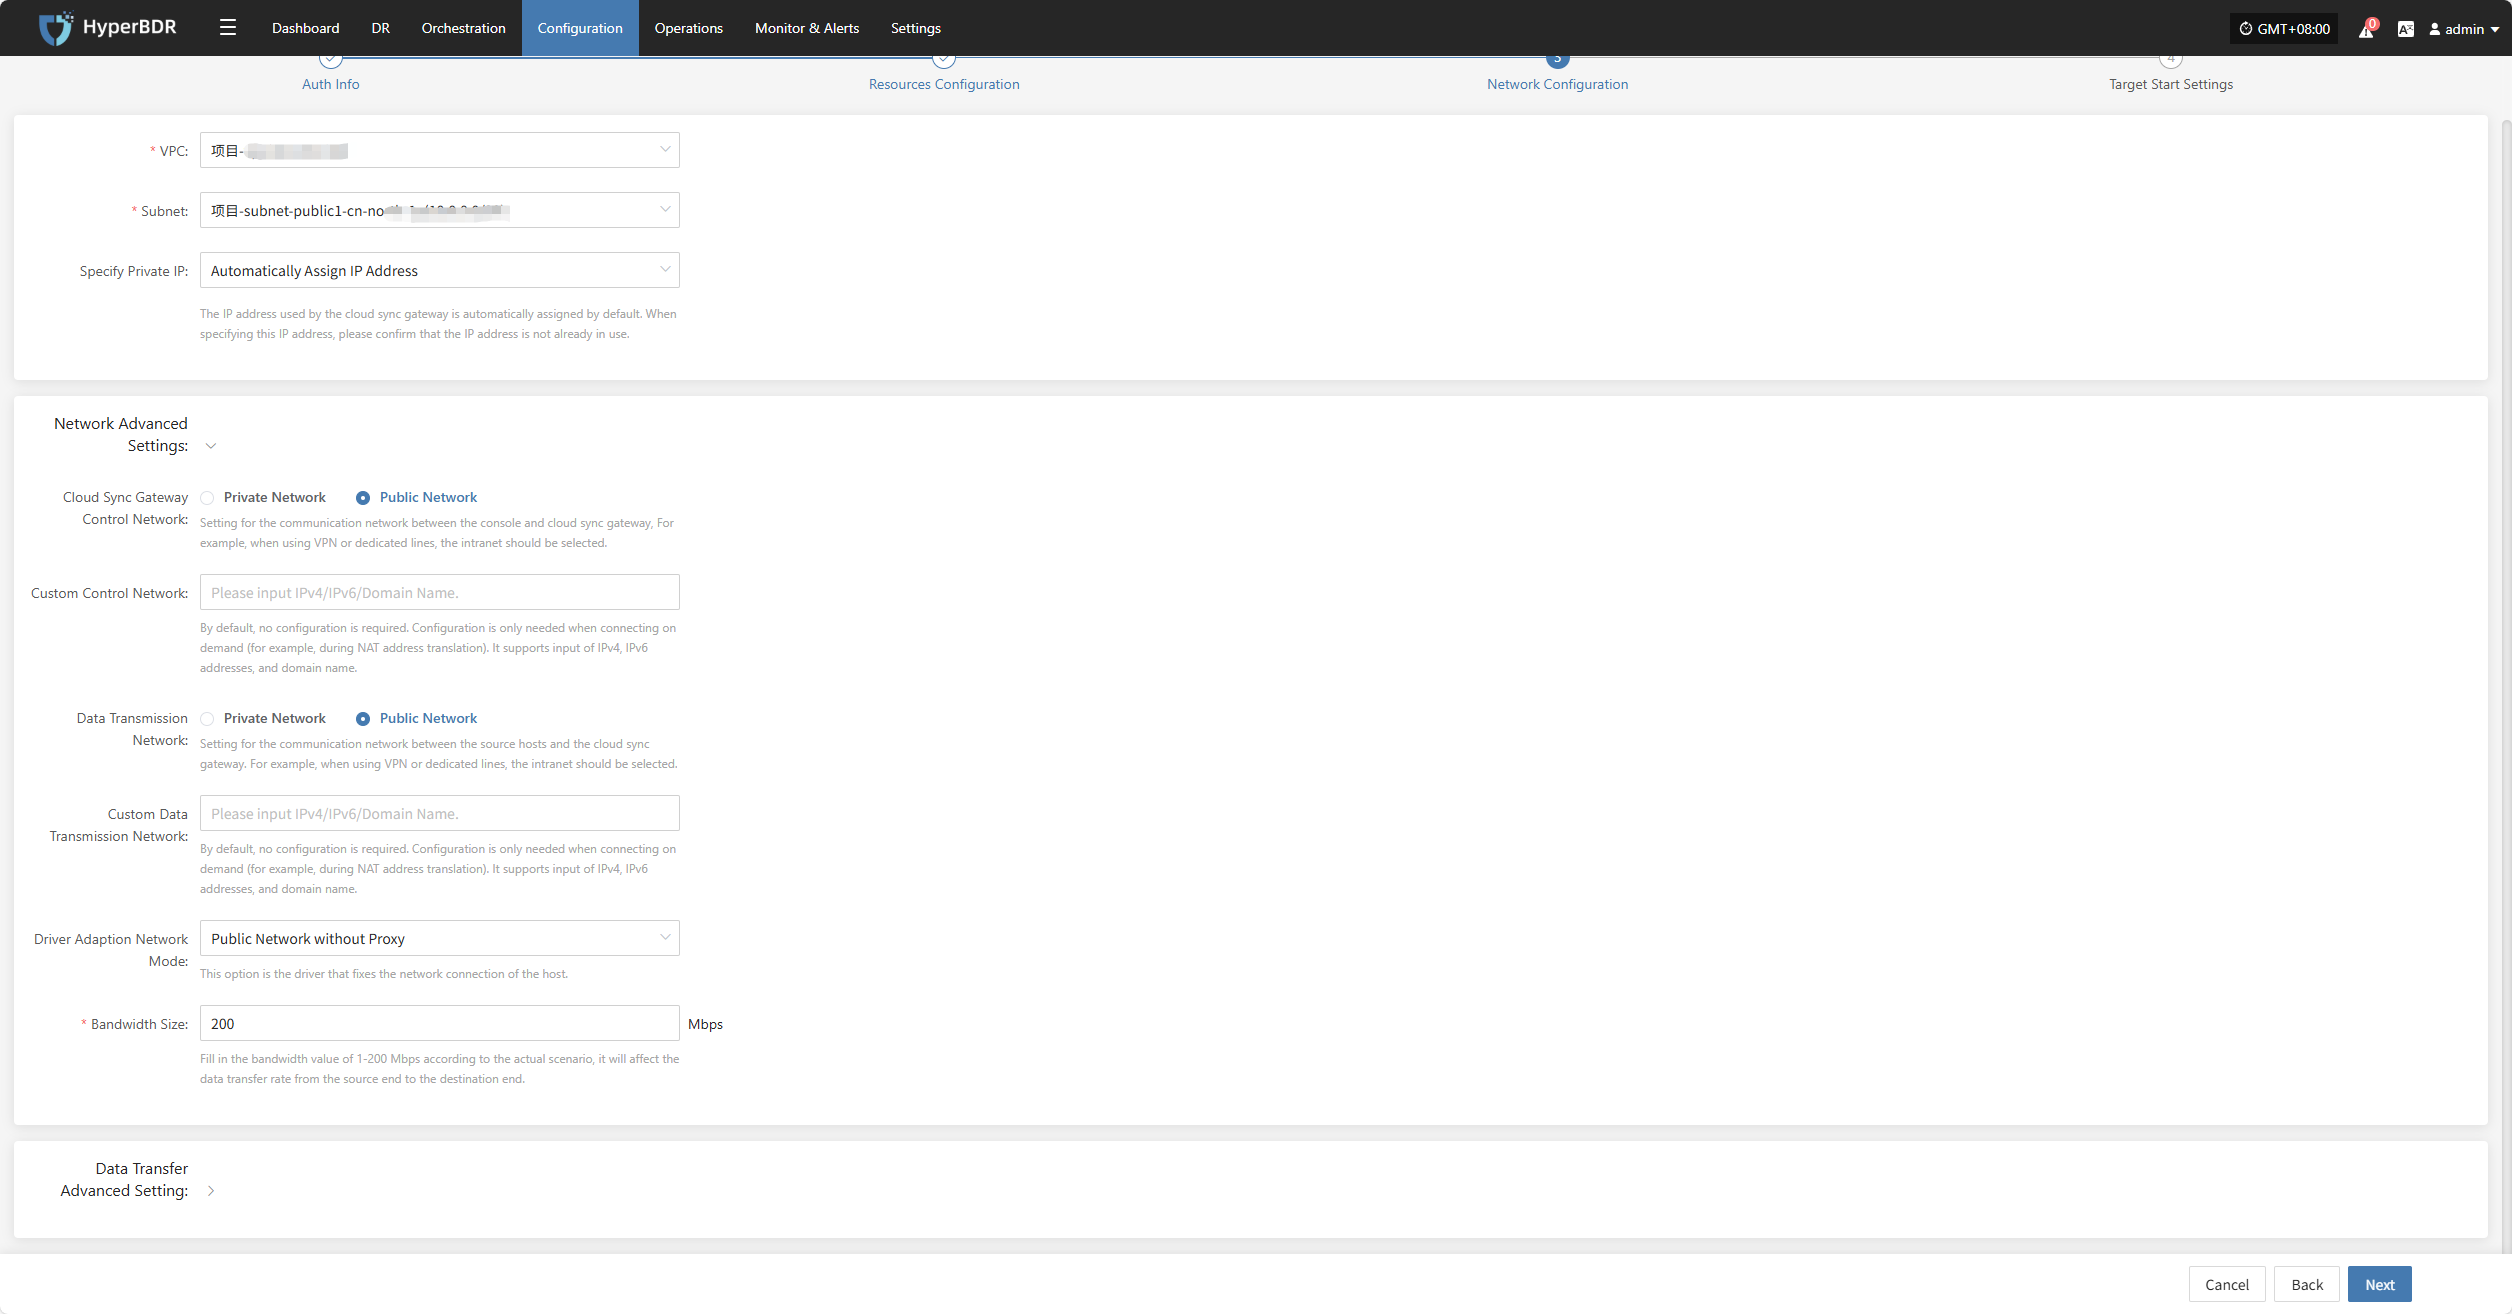 HyperBDR
Dashboard
DR
Orchestration
Configuration
Operations
Monitor & Alerts
Settings
GMT+08:00
0
admin
3
4
Auth Info
Resources Configuration
Network Configuration
Target Start Settings
* VPC:
项目-
* Subnet:
项目-subnet-public1-cn-no
Specify Private IP:
Automatically Assign IP Address
The IP address used by the cloud sync gateway is automatically assigned by default. When
specifying this IP address, please confirm that the IP address is not already in use.
Network Advanced
Settings:
Cloud Sync Gateway
Control Network:
Private Network
Public Network
Setting for the communication network between the console and cloud sync gateway, For
example, when using VPN or dedicated lines, the intranet should be selected.
Custom Control Network:
Please input IPv4/IPv6/Domain Name.
By default, no configuration is required. Configuration is only needed when connecting on
demand (for example, during NAT address translation). It supports input of IPv4, IPv6
addresses, and domain name.
Data Transmission
Network:
Private Network
Public Network
Setting for the communication network between the source hosts and the cloud sync
gateway. For example, when using VPN or dedicated lines, the intranet should be selected.
Custom Data
Transmission Network:
Please input IPv4/IPv6/Domain Name.
By default, no configuration is required. Configuration is only needed when connecting on
demand (for example, during NAT address translation). It supports input of IPv4, IPv6
addresses, and domain name.
Driver Adaption Network
Mode:
Public Network without Proxy
This option is the driver that fixes the network connection of the host.
* Bandwidth Size:
200
Mbps
Fill in the bandwidth value of 1-200 Mbps according to the actual scenario, it will affect the
data transfer rate from the source end to the destination end.
Data Transfer
Advanced Setting:
Cancel
Back
Next